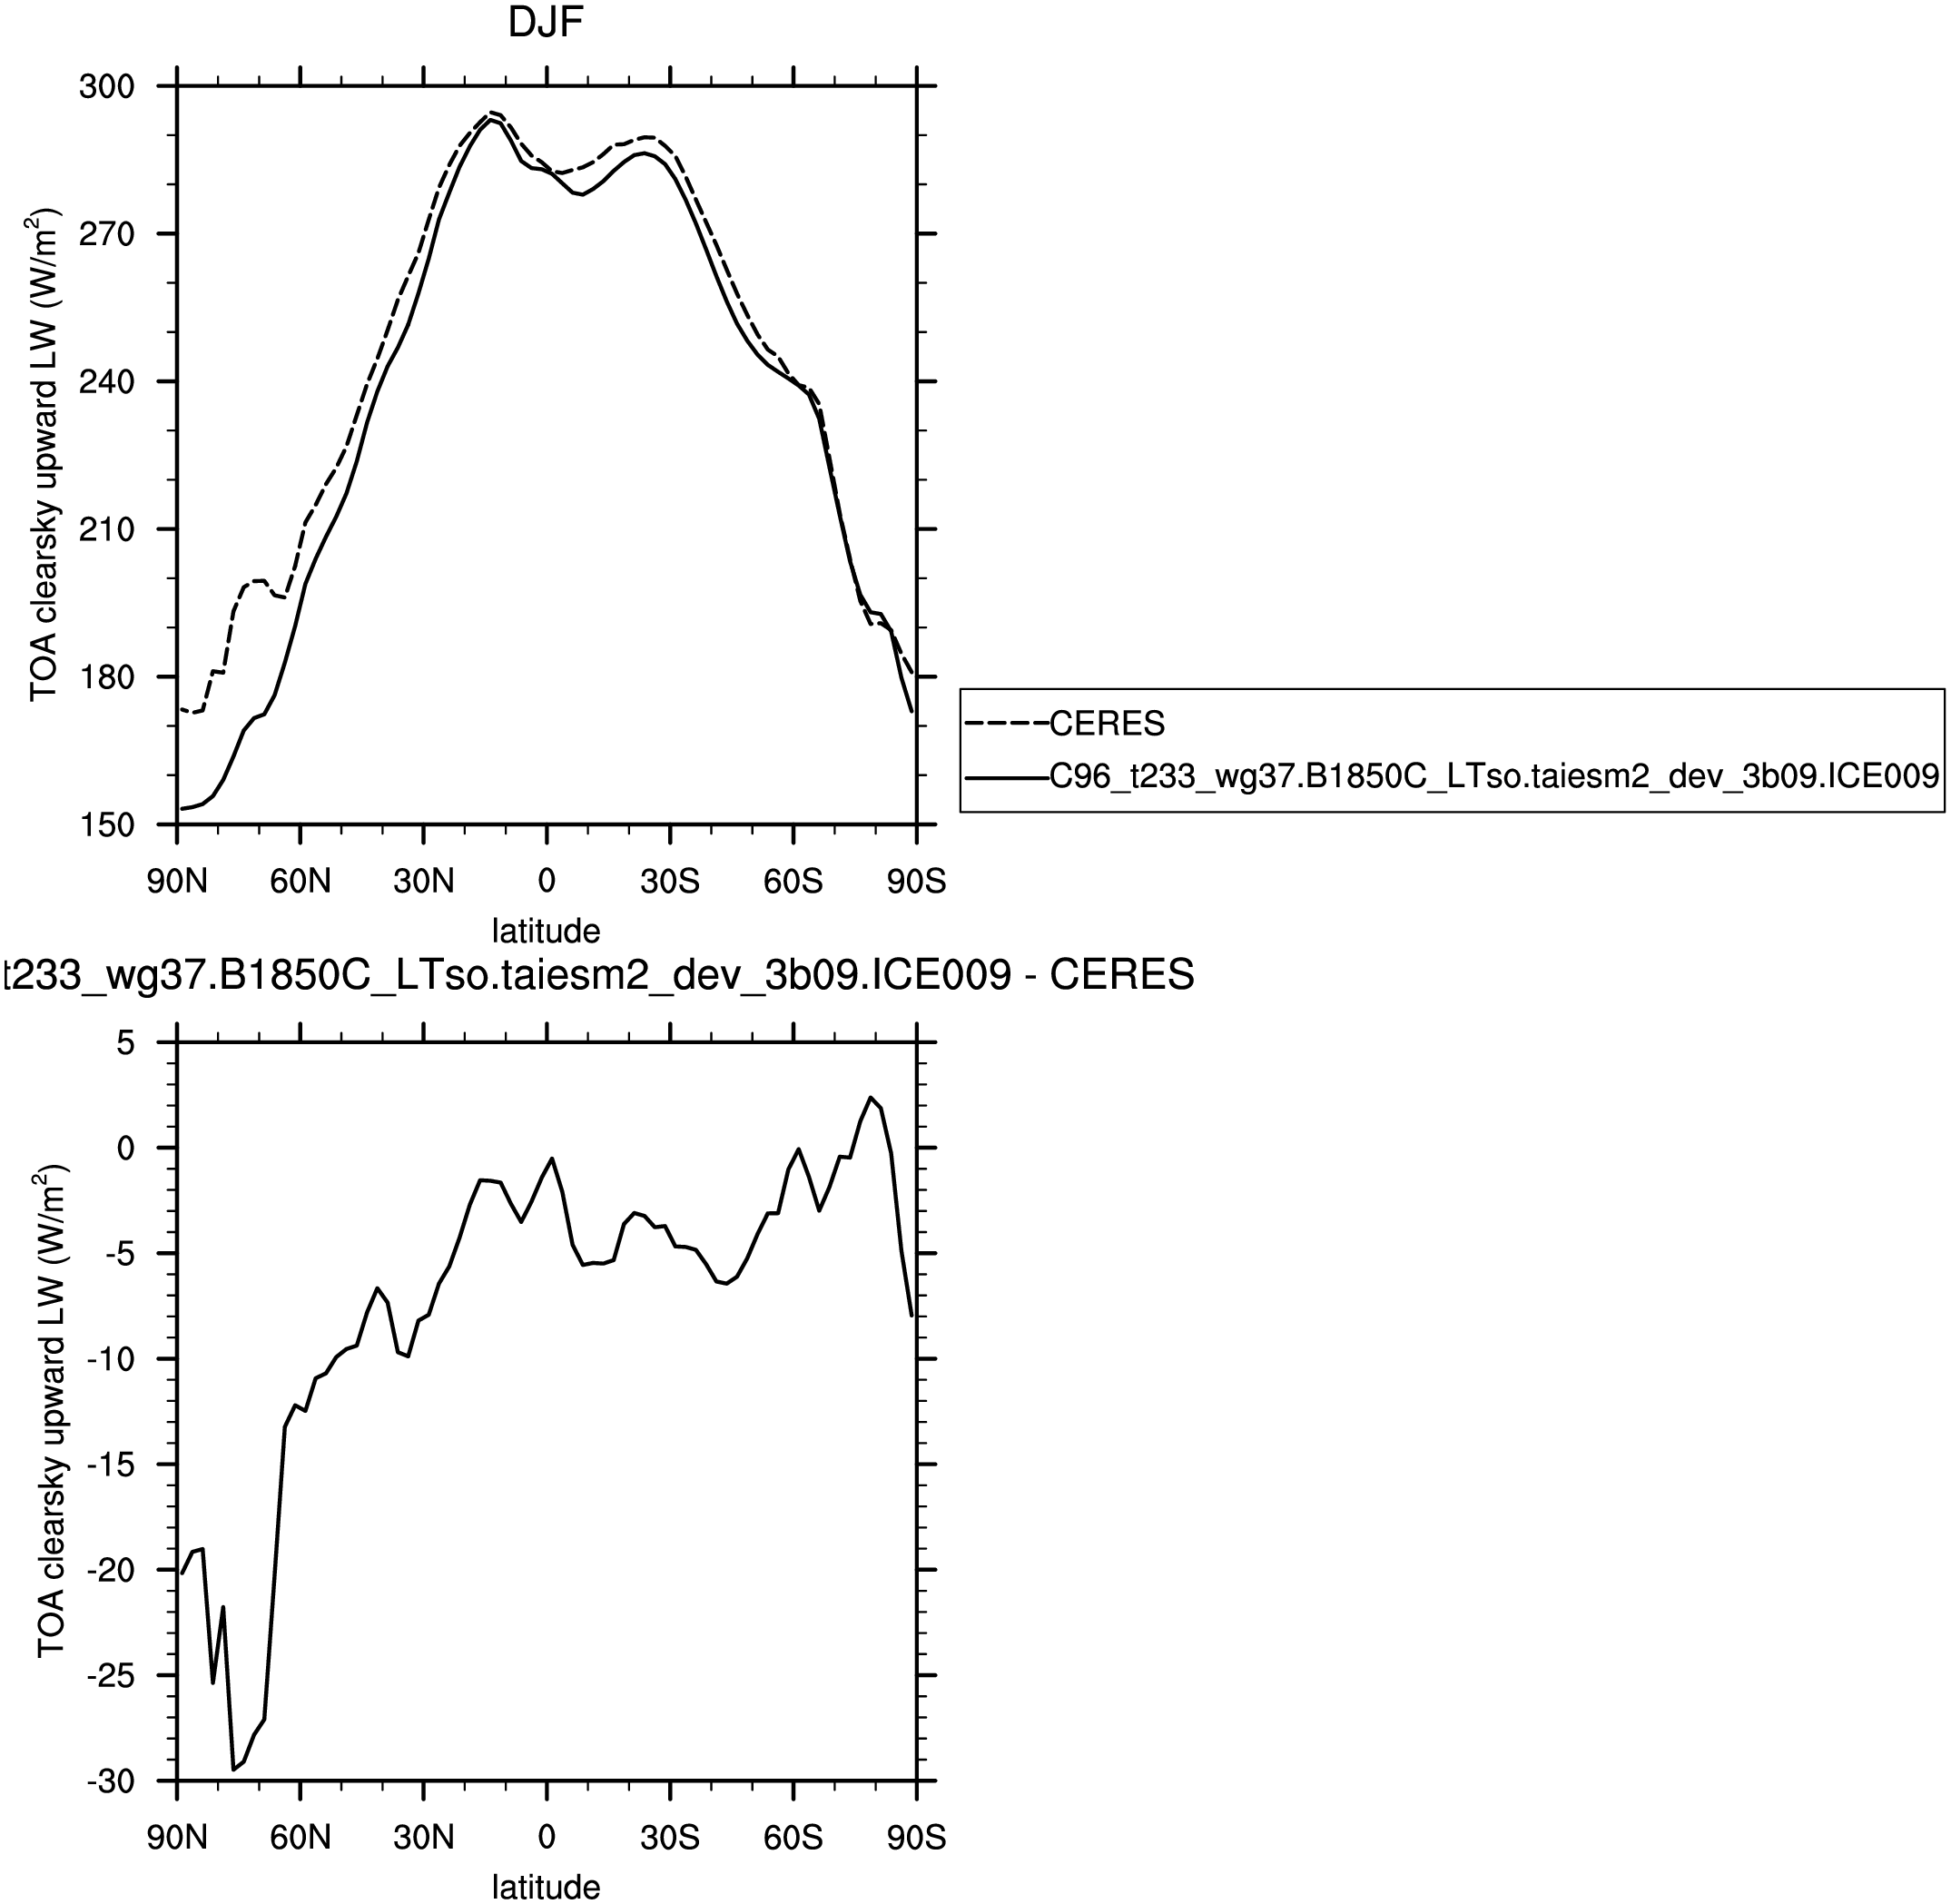 DJF
300
270
240
210
180
150
TOA clearsky upward LW (W/m²)
90N 60N 30N 0 30S 60S 90S
latitude
CERES
C96_t233_wg37.B1850C_LTso.taiesm2_dev_3b09.ICE009
t233_wg37.B1850C_LTso.taiesm2_dev_3b09.ICE009 - CERES
5
0
-5
-10
-15
-20
-25
-30
TOA clearsky upward LW (W/m²)
90N 60N 30N 0 30S 60S 90S
latitude